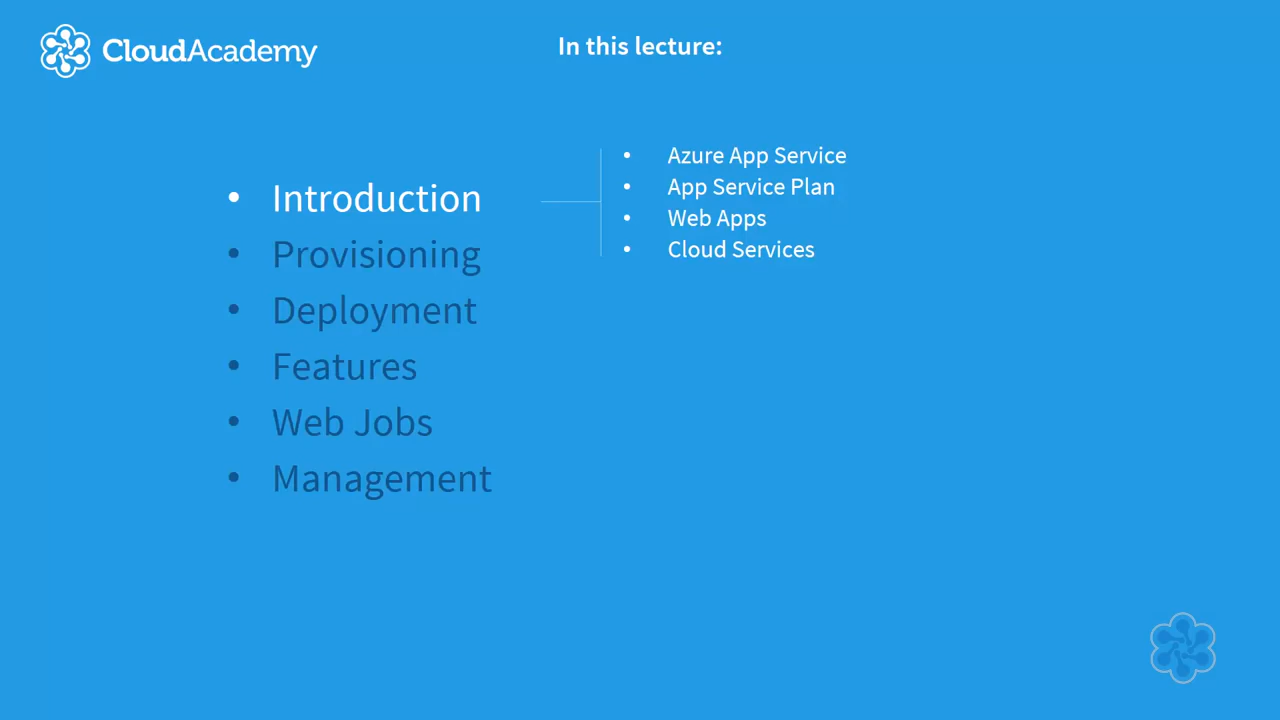 CloudAcademy
In this lecture:
• Introduction
• Azure App Service
• App Service Plan
• Web Apps
• Cloud Services
• Provisioning
• Deployment
• Features
• Web Jobs
• Management